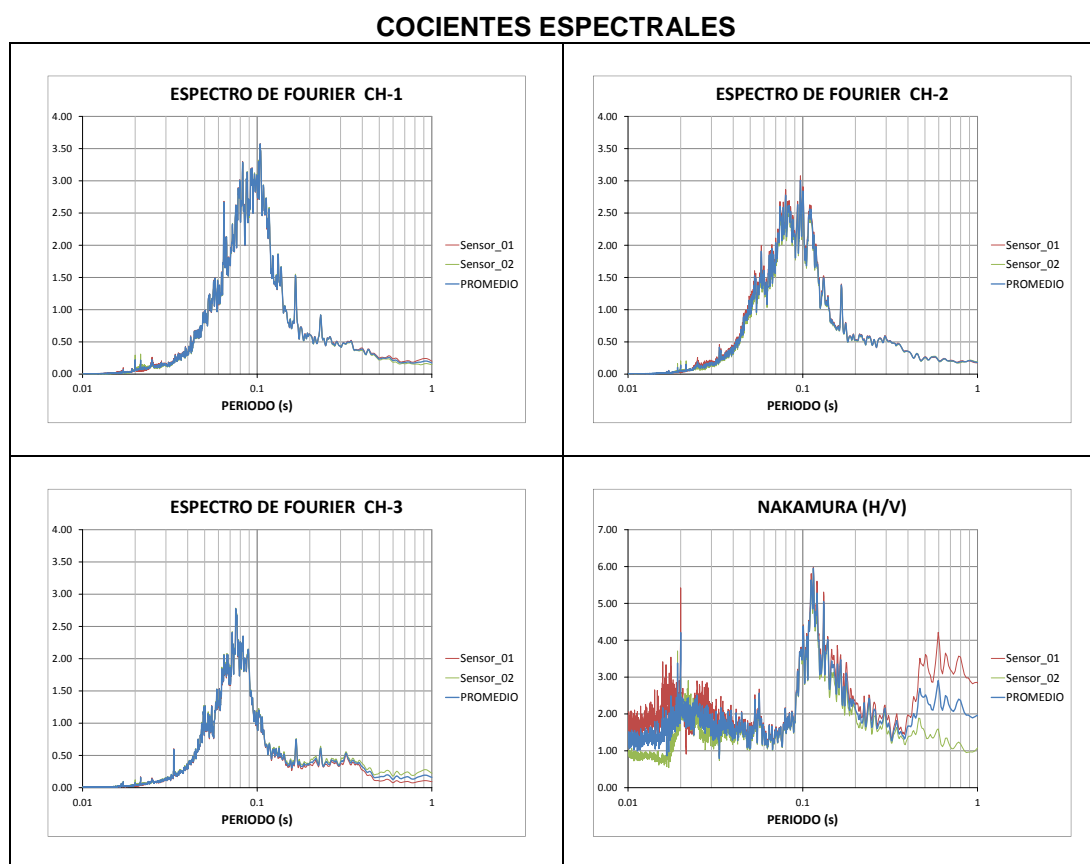 COCIENTES ESPECTRALES
ESPECTRO DE FOURIER CH-1
4.00
3.50
3.00
2.50
2.00
1.50
1.00
0.50
0.00
0.01
0.1
1
PERIODO (s)
Sensor_01
Sensor_02
PROMEDIO
ESPECTRO DE FOURIER CH-2
4.00
3.50
3.00
2.50
2.00
1.50
1.00
0.50
0.00
0.01
0.1
1
PERIODO (s)
Sensor_01
Sensor_02
PROMEDIO
ESPECTRO DE FOURIER CH-3
4.00
3.50
3.00
2.50
2.00
1.50
1.00
0.50
0.00
0.01
0.1
1
PERIODO (s)
Sensor_01
Sensor_02
PROMEDIO
NAKAMURA (H/V)
7.00
6.00
5.00
4.00
3.00
2.00
1.00
0.00
0.01
0.1
1
PERIODO (s)
Sensor_01
Sensor_02
PROMEDIO